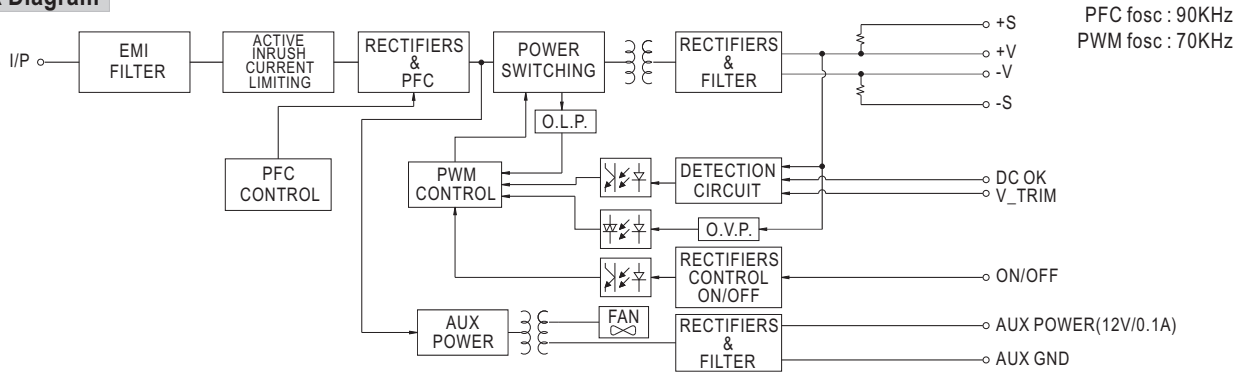 Diagram
PFC fosc : 90KHz
PWM fosc : 70KHz
I/P
EMI
FILTER
ACTIVE
INRUSH
CURRENT
LIMITING
RECTIFIERS
&
PFC
POWER
SWITCHING
RECTIFIERS
&
FILTER
+S
+V
-V
-S
O.L.P.
PFC
CONTROL
PWM
CONTROL
DETECTION
CIRCUIT
DC OK
V_TRIM
O.V.P.
RECTIFIERS
CONTROL
ON/OFF
ON/OFF
AUX
POWER
FAN
RECTIFIERS
&
FILTER
AUX POWER(12V/0.1A)
AUX GND